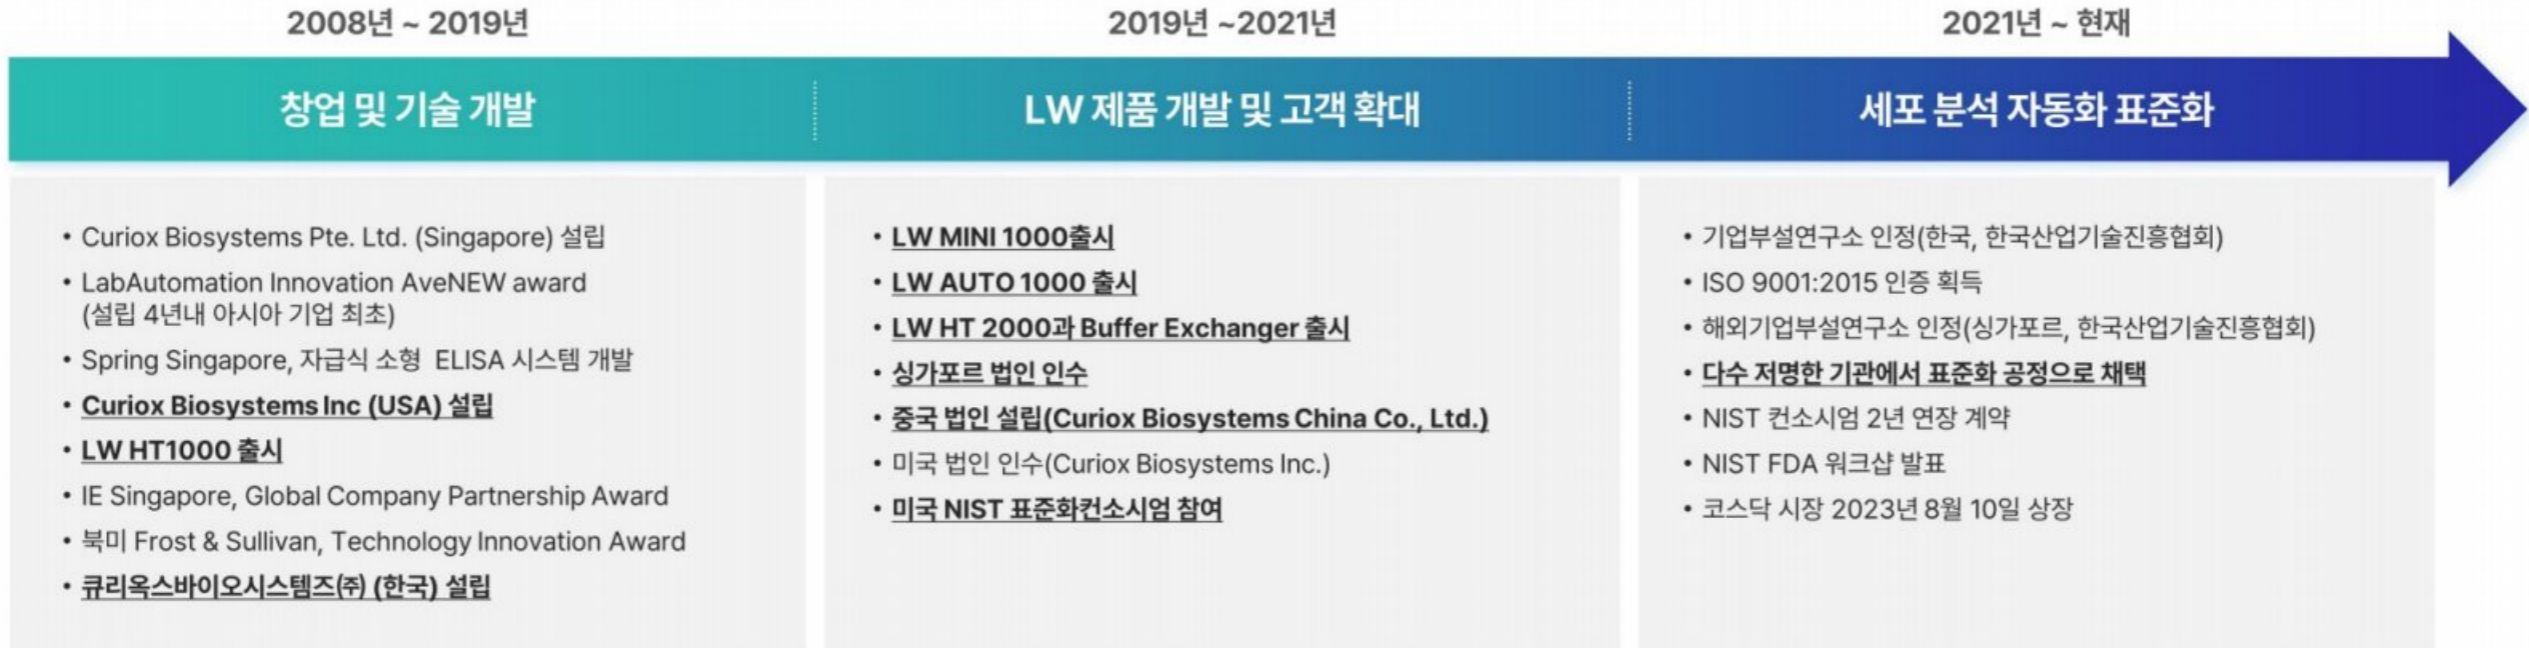 2008년 ~ 2019년
2019년 ~2021년
2021년 ~ 현재
창업 및 기술 개발
LW 제품 개발 및 고객 확대
세포 분석 자동화 표준화
• Curiox Biosystems Pte. Ltd. (Singapore) 설립
• LabAutomation Innovation AveNEW award
(설립 4년내 아시아 기업 최초)
• Spring Singapore, 자급식 소형 ELISA 시스템 개발
• Curiox Biosystems Inc (USA) 설립
• LW HT1000 출시
• IE Singapore, Global Company Partnership Award
• 북미 Frost & Sullivan, Technology Innovation Award
• 큐리옥스바이오시스템즈㈜ (한국) 설립
• LW MINI 1000출시
• LW AUTO 1000 출시
• LW HT 2000과 Buffer Exchanger 출시
• 싱가포르 법인 인수
• 중국 법인 설립(Curiox Biosystems China Co., Ltd.)
• 미국 법인 인수(Curiox Biosystems Inc.)
• 미국 NIST 표준화컨소시엄 참여
• 기업부설연구소 인정(한국, 한국산업기술진흥협회)
• ISO 9001:2015 인증 획득
• 해외기업부설연구소 인정(싱가포르, 한국산업기술진흥협회)
• 다수 저명한 기관에서 표준화 공정으로 채택
• NIST 컨소시엄 2년 연장 계약
• NIST FDA 워크샵 발표
• 코스닥 시장 2023년 8월 10일 상장